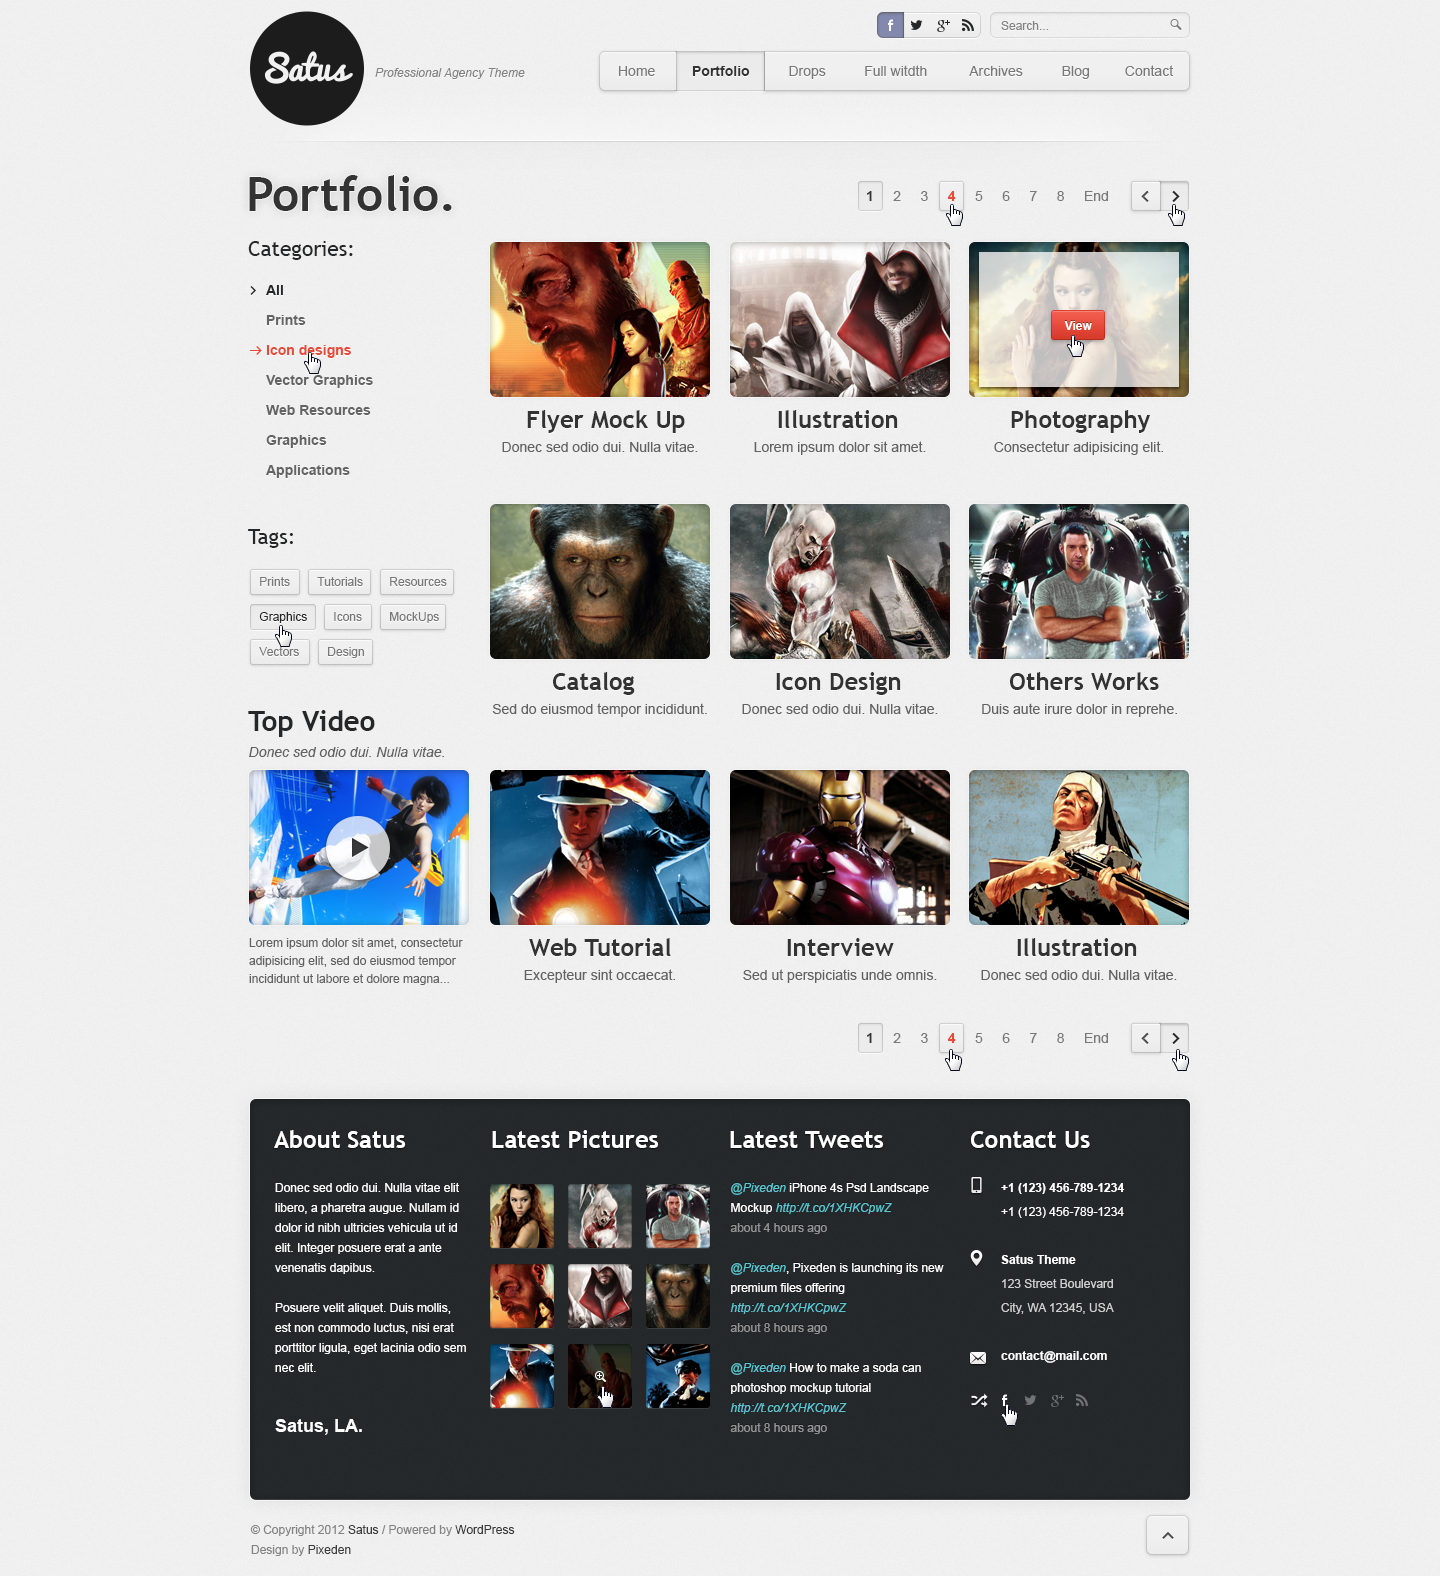 Satus
Professional Agency Theme
Search...
Home Portfolio Drops Full witdth Archives Blog Contact
Portfolio.
1 2 3 4 5 6 7 8 End
Categories:
All
Prints
Icon designs
Vector Graphics
Web Resources
Graphics
Applications
Tags:
Prints Tutorials Resources
Graphics Icons MockUps
Vectors Design
Top Video
Donec sed odio dui. Nulla vitae.
Lorem ipsum dolor sit amet, consectetur
adipisicing elit, sed do eiusmod tempor
incididunt ut labore et dolore magna...
View
Flyer Mock Up
Donec sed odio dui. Nulla vitae.
Illustration
Lorem ipsum dolor sit amet.
Photography
Consectetur adipisicing elit.
Catalog
Sed do eiusmod tempor incididunt.
Icon Design
Donec sed odio dui. Nulla vitae.
Others Works
Duis aute irure dolor in reprehe.
Web Tutorial
Excepteur sint occaecat.
Interview
Sed ut perspiciatis unde omnis.
Illustration
Donec sed odio dui. Nulla vitae.
1 2 3 4 5 6 7 8 End
About Satus
Donec sed odio dui. Nulla vitae elit
libero, a pharetra augue. Nullam id
dolor id nibh ultricies vehicula ut id
elit. Integer posuere erat a ante
venenatis dapibus.
Posuere velit aliquet. Duis mollis,
est non commodo luctus, nisi erat
porttitor ligula, eget lacinia odio sem
nec elit.
Satus, LA.
Latest Pictures
Latest Tweets
@Pixeden iPhone 4s Psd Landscape
Mockup http://t.co/1XHKCpwZ
about 4 hours ago
@Pixeden, Pixeden is launching its new
premium files offering
http://t.co/1XHKCpwZ
about 8 hours ago
@Pixeden How to make a soda can
photoshop mockup tutorial
http://t.co/1XHKCpwZ
about 8 hours ago
Contact Us
+1 (123) 456-789-1234
+1 (123) 456-789-1234
Satus Theme
123 Street Boulevard
City, WA 12345, USA
contact@mail.com
© Copyright 2012 Satus / Powered by WordPress
Design by Pixeden